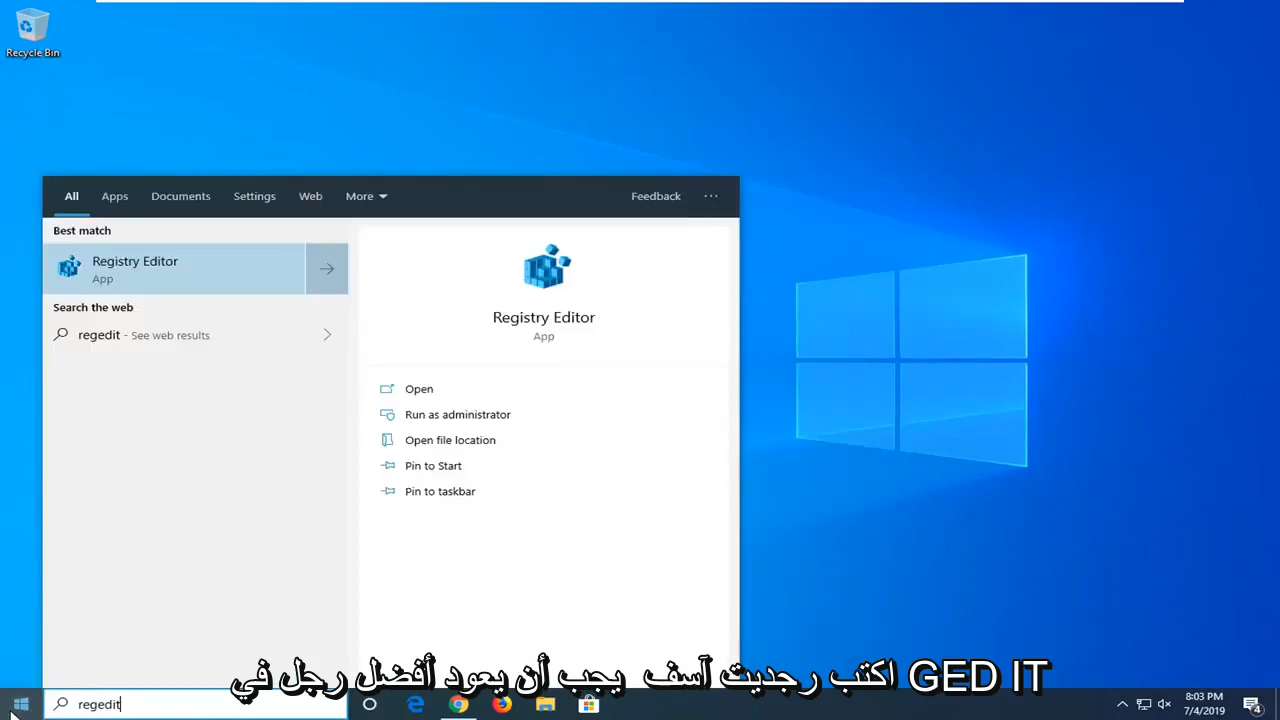 Recycle Bin
All Apps Documents Settings Web More Feedback ...
Best match
Registry Editor
App
Search the web
regedit - See web results
Registry Editor
App
Open
Run as administrator
Open file location
Pin to Start
Pin to taskbar
GED IT اكتب رجديت آسف يجب أن يعود أفضل رجل في
regedit
8:03 PM
7/4/2019
4